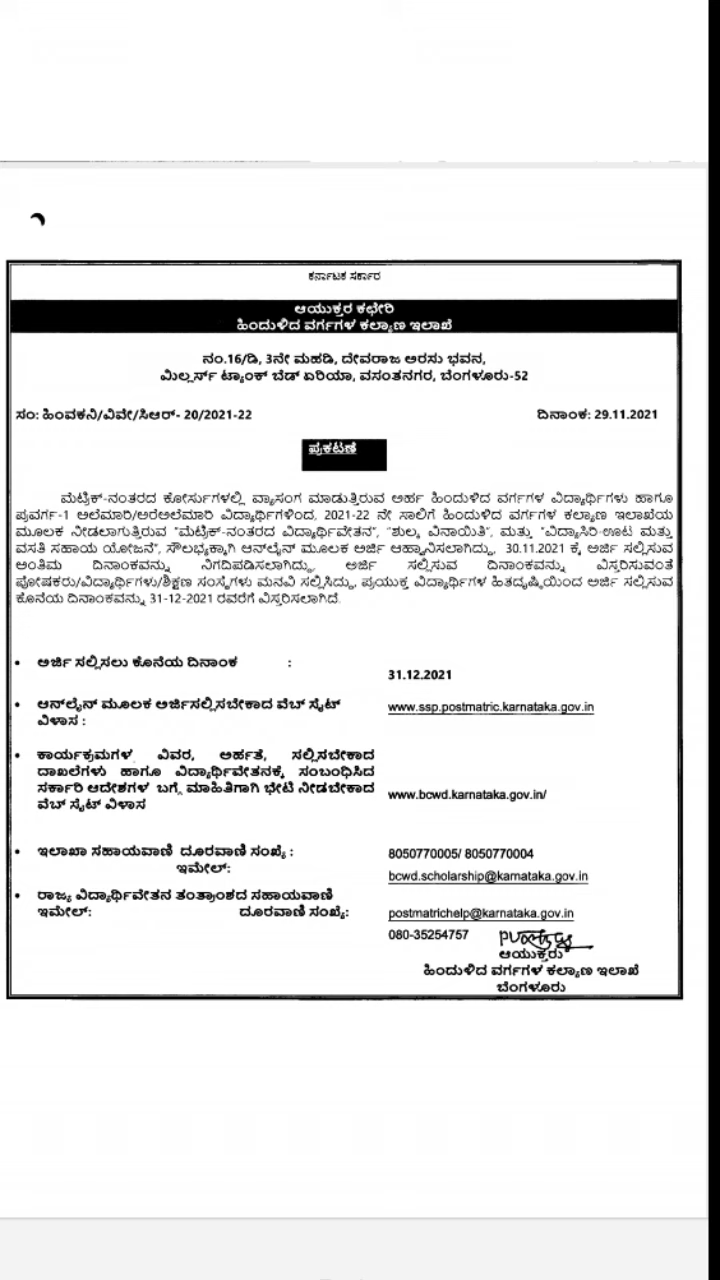 ಕರ್ನಾಟಕ ಸರ್ಕಾರ
ಆಯುಕ್ತರ ಕಛೇರಿ
ಹಿಂದುಳಿದ ವರ್ಗಗಳ ಕಲ್ಯಾಣ ಇಲಾಖೆ
ನಂ.16/ಡಿ, 3ನೇ ಮಹಡಿ, ದೇವರಾಜ ಅರಸು ಭವನ,
ಮಿಲ್ಲರ್ಸ್ ಟ್ಯಾಂಕ್ ಬೆಡ್ ಏರಿಯಾ, ವಸಂತನಗರ, ಬೆಂಗಳೂರು-52
ಸಂ: ಹಿಂವಕನಿ/ವಿವೇ/ಸಿಆರ್- 20/2021-22 ದಿನಾಂಕ: 29.11.2021
ಪ್ರಕಟಣೆ
ಮೆಟ್ರಿಕ್-ನಂತರದ ಕೋರ್ಸುಗಳಲ್ಲಿ ವ್ಯಾಸಂಗ ಮಾಡುತ್ತಿರುವ ಅರ್ಹ ಹಿಂದುಳಿದ ವರ್ಗಗಳ ವಿದ್ಯಾರ್ಥಿಗಳು ಹಾಗೂ
ಪ್ರವರ್ಗ-1 ಅಲೆಮಾರಿ/ಅರೆಅಲೆಮಾರಿ ವಿದ್ಯಾರ್ಥಿಗಳಿಂದ, 2021-22 ನೇ ಸಾಲಿಗೆ ಹಿಂದುಳಿದ ವರ್ಗಗಳ ಕಲ್ಯಾಣ ಇಲಾಖೆಯ
ಮೂಲಕ ನೀಡಲಾಗುತ್ತಿರುವ "ಮೆಟ್ರಿಕ್-ನಂತರದ ವಿದ್ಯಾರ್ಥಿವೇತನ", "ಶುಲ್ಕ ವಿನಾಯಿತಿ", ಮತ್ತು "ವಿದ್ಯಾಸಿರಿ-ಊಟ ಮತ್ತು
ವಸತಿ ಸಹಾಯ ಯೋಜನೆ", ಸೌಲಭ್ಯಕ್ಕಾಗಿ ಆನ್‌ಲೈನ್ ಮೂಲಕ ಅರ್ಜಿ ಆಹ್ವಾನಿಸಲಾಗಿದ್ದು, 30.11.2021 ಕ್ಕೆ ಅರ್ಜಿ ಸಲ್ಲಿಸುವ
ಅಂತಿಮ ದಿನಾಂಕವನ್ನು ನಿಗದಿಪಡಿಸಲಾಗಿದ್ದು, ಅರ್ಜಿ ಸಲ್ಲಿಸುವ ದಿನಾಂಕವನ್ನು ವಿಸ್ತರಿಸುವಂತೆ
ಪೋಷಕರು/ವಿದ್ಯಾರ್ಥಿಗಳು/ಶಿಕ್ಷಣ ಸಂಸ್ಥೆಗಳು ಮನವಿ ಸಲ್ಲಿಸಿದ್ದು, ಪ್ರಯುಕ್ತ ವಿದ್ಯಾರ್ಥಿಗಳ ಹಿತದೃಷ್ಟಿಯಿಂದ ಅರ್ಜಿ ಸಲ್ಲಿಸುವ
ಕೊನೆಯ ದಿನಾಂಕವನ್ನು 31-12-2021 ರವರೆಗೆ ವಿಸ್ತರಿಸಲಾಗಿದೆ.
• ಅರ್ಜಿ ಸಲ್ಲಿಸಲು ಕೊನೆಯ ದಿನಾಂಕ :
31.12.2021
• ಆನ್‌ಲೈನ್ ಮೂಲಕ ಅರ್ಜಿಸಲ್ಲಿಸಬೇಕಾದ ವೆಬ್ ಸೈಟ್ www.ssp.postmatric.karnataka.gov.in
ವಿಳಾಸ :
• ಕಾರ್ಯಕ್ರಮಗಳ ವಿವರ, ಅರ್ಹತೆ, ಸಲ್ಲಿಸಬೇಕಾದ
ದಾಖಲೆಗಳು ಹಾಗೂ ವಿದ್ಯಾರ್ಥಿವೇತನಕ್ಕೆ ಸಂಬಂಧಿಸಿದ
ಸರ್ಕಾರಿ ಆದೇಶಗಳ ಬಗ್ಗೆ ಮಾಹಿತಿಗಾಗಿ ಭೇಟಿ ನೀಡಬೇಕಾದ www.bcwd.karnataka.gov.in/
ವೆಬ್ ಸೈಟ್ ವಿಳಾಸ
• ಇಲಾಖಾ ಸಹಾಯವಾಣಿ ದೂರವಾಣಿ ಸಂಖ್ಯೆ : 8050770005/ 8050770004
ಇಮೇಲ್: bcwd.scholarship@karnataka.gov.in
• ರಾಜ್ಯ ವಿದ್ಯಾರ್ಥಿವೇತನ ತಂತ್ರಾಂಶದ ಸಹಾಯವಾಣಿ
ಇಮೇಲ್: ದೂರವಾಣಿ ಸಂಖ್ಯೆ: postmatrichelp@karnataka.gov.in
080-35254757
ಆಯುಕ್ತರು
ಹಿಂದುಳಿದ ವರ್ಗಗಳ ಕಲ್ಯಾಣ ಇಲಾಖೆ
ಬೆಂಗಳೂರು